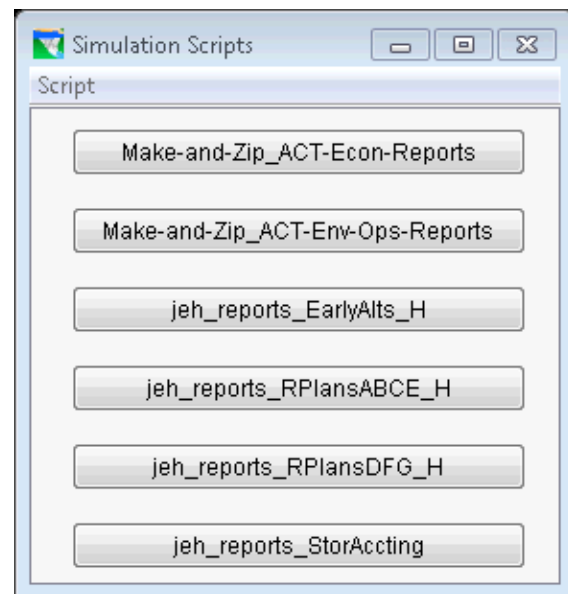 Simulation Scripts
Script
Make-and-Zip_ACT-Econ-Reports
Make-and-Zip_ACT-Env-Ops-Reports
jeh_reports_EarlyAlts_H
jeh_reports_RPlansABCE_H
jeh_reports_RPlansDFG_H
jeh_reports_StorAccting